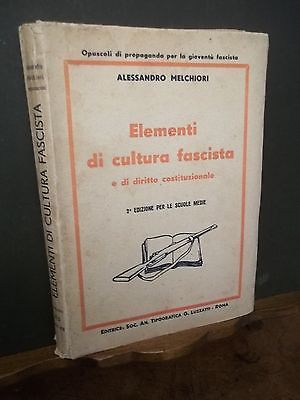 Opuscoli di propaganda per la gioventù fascista
ALESSANDRO MELCHIORI
Elementi
di cultura fascista
e di diritto costituzionale
2ª EDIZIONE PER LE SCUOLE MEDIE
EDITRICE: SOC. AN. TIPOGRAFICA G. LUZZATTI - ROMA
ELEMENTI DI CULTURA FASCISTA